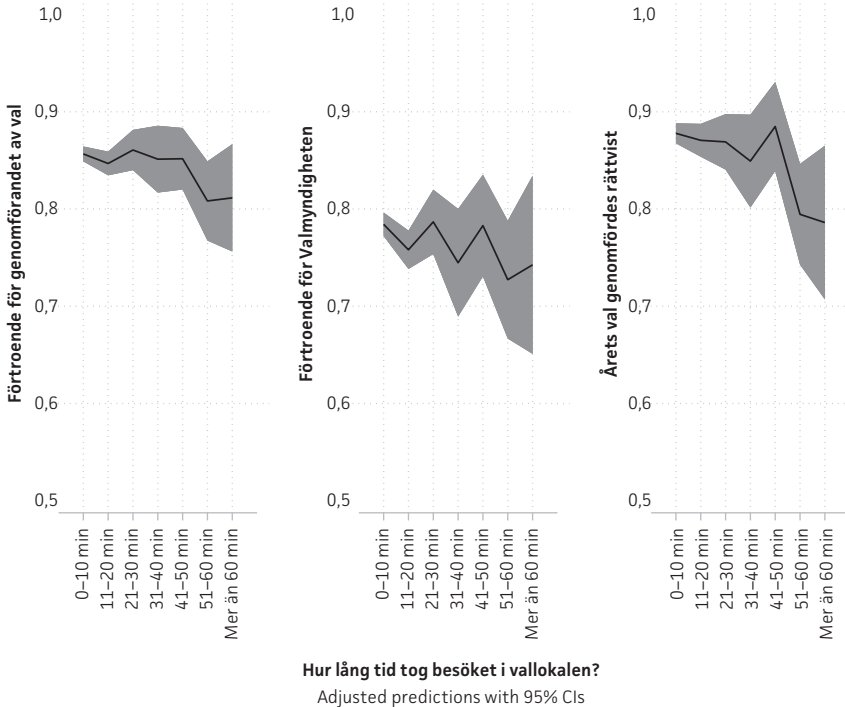 Förtroende för genomförandet av val
1,0
0,9
0,8
0,7
0,6
0,5
0–10 min
11–20 min
21–30 min
31–40 min
41–50 min
51–60 min
Mer än 60 min
Förtroende för Valmyndigheten
1,0
0,9
0,8
0,7
0,6
0,5
0–10 min
11–20 min
21–30 min
31–40 min
41–50 min
51–60 min
Mer än 60 min
Årets val genomfördes rättvist
1,0
0,9
0,8
0,7
0,6
0,5
0–10 min
11–20 min
21–30 min
31–40 min
41–50 min
51–60 min
Mer än 60 min
Hur lång tid tog besöket i vallokalen?
Adjusted predictions with 95% CIs